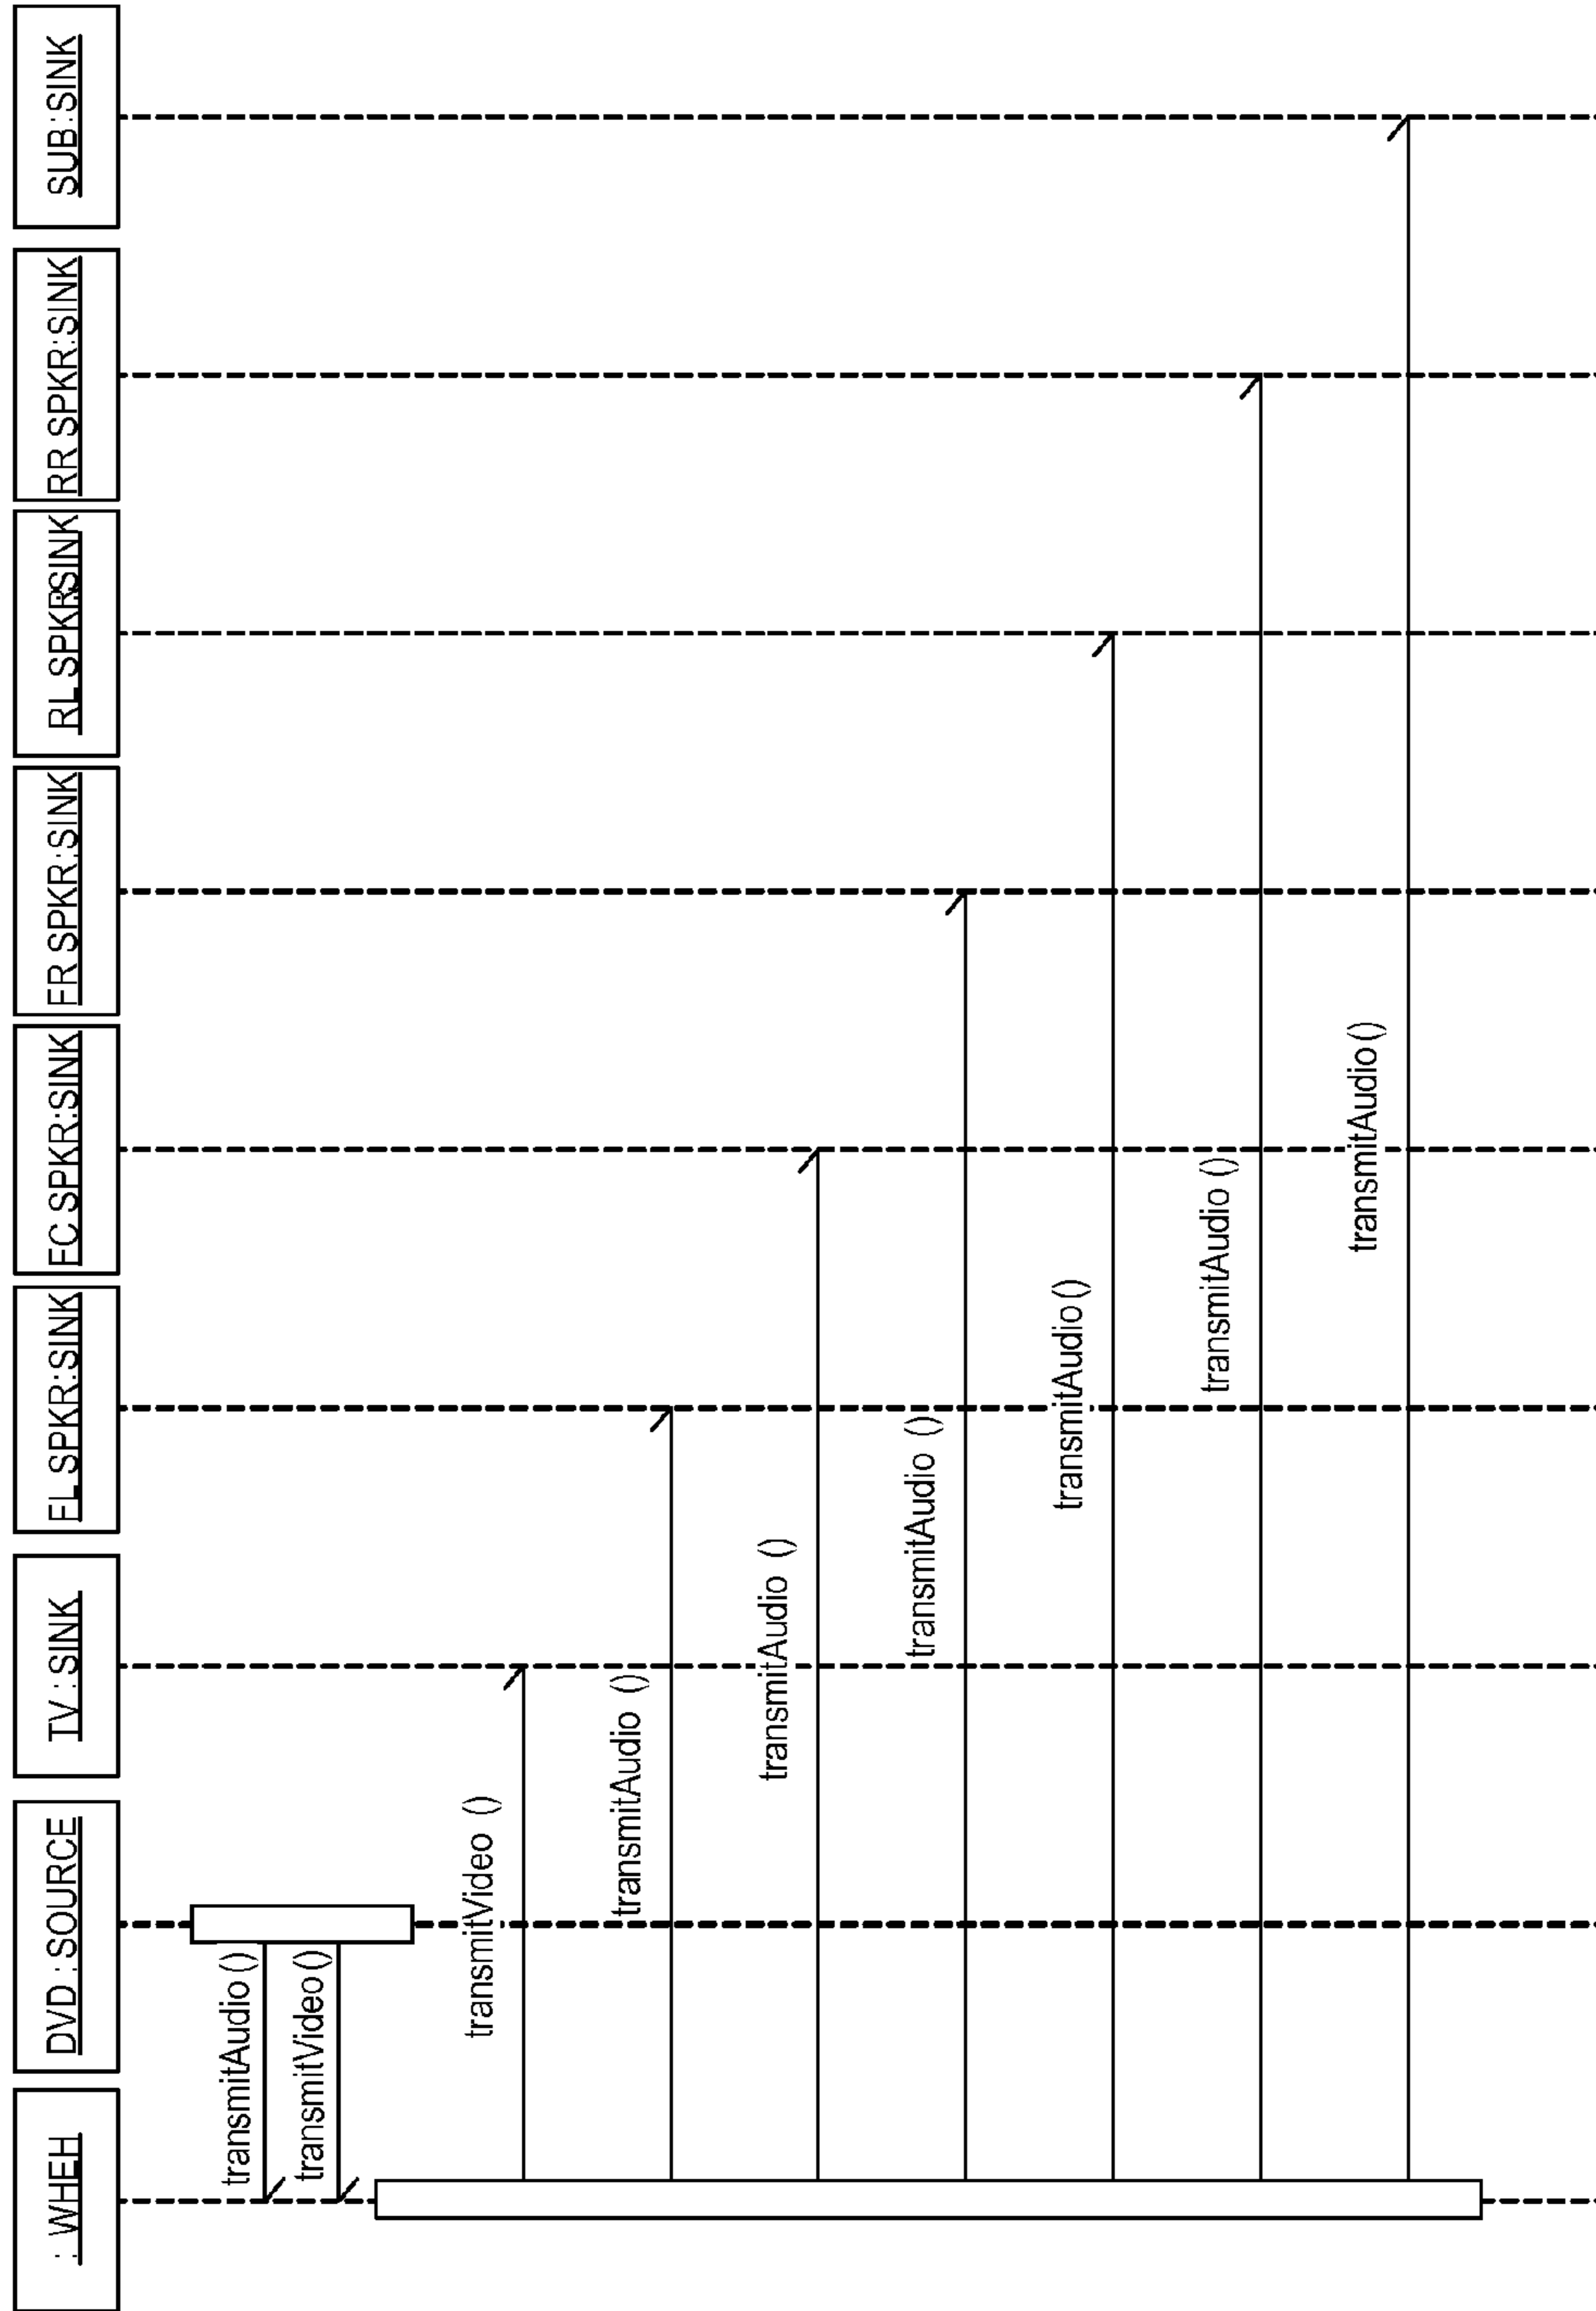 : WHEH
DVD : SOURCE
TV : SINK
FL SPKR:SINK
FC SPKR:SINK
FR SPKR:SINK
RL SPKR:SINK
RR SPKR:SINK
SUB:SINK
transmitAudio ()
transmitVideo ()
transmitVideo ()
transmitAudio ()
transmitAudio ()
transmitAudio ()
transmitAudio ()
transmitAudio ()
transmitAudio ()